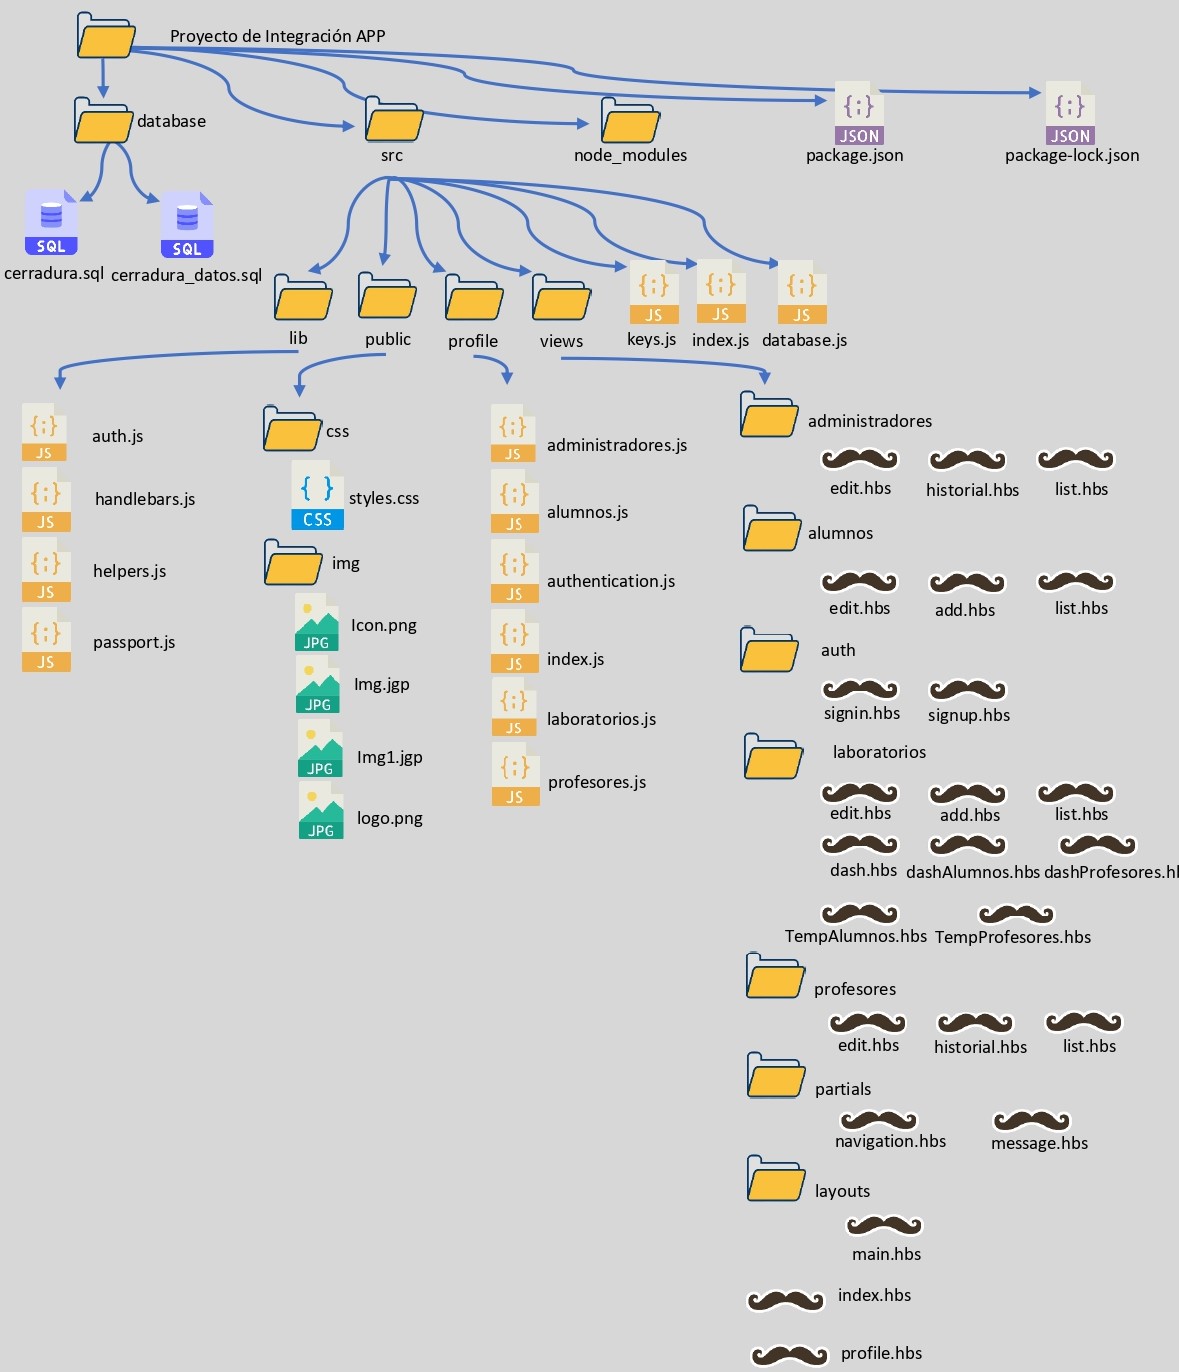 Proyecto de Integración APP
database
src
node_modules
{;}
JSON
package.json
{;}
JSON
package-lock.json
SQL
cerradura.sql
SQL
cerradura_datos.sql
lib
public
profile
views
{;}
JS
keys.js
{;}
JS
index.js
{;}
JS
database.js
{;}
JS
auth.js
{;}
JS
handlebars.js
{;}
JS
helpers.js
{;}
JS
passport.js
css
{ }
CSS
styles.css
img
JPG
Icon.png
JPG
Img.jgp
JPG
Img1.jgp
JPG
logo.png
{;}
JS
administradores.js
{;}
JS
alumnos.js
{;}
JS
authentication.js
{;}
JS
index.js
{;}
JS
laboratorios.js
{;}
JS
profesores.js
administradores
edit.hbs
historial.hbs
list.hbs
alumnos
edit.hbs
add.hbs
list.hbs
auth
signin.hbs
signup.hbs
laboratorios
edit.hbs
add.hbs
list.hbs
dash.hbs
dashAlumnos.hbs
TempAlumnos.hbs
TempProfesores.hbs
profesores
edit.hbs
historial.hbs
list.hbs
partials
navigation.hbs
message.hbs
layouts
main.hbs
index.hbs
profile.hbs